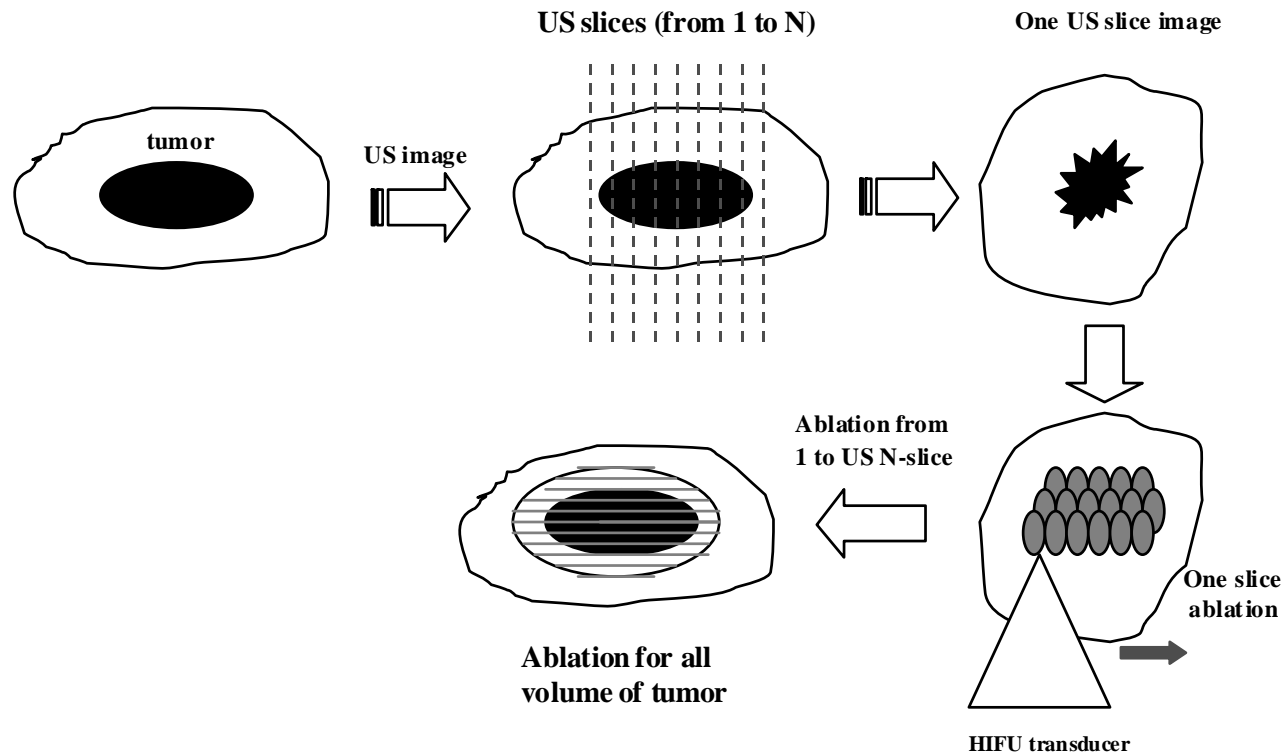 US slices (from 1 to N)
One US slice image
tumor
US image
Ablation from
1 to US N-slice
One slice
ablation
Ablation for all
volume of tumor
HIFU transducer